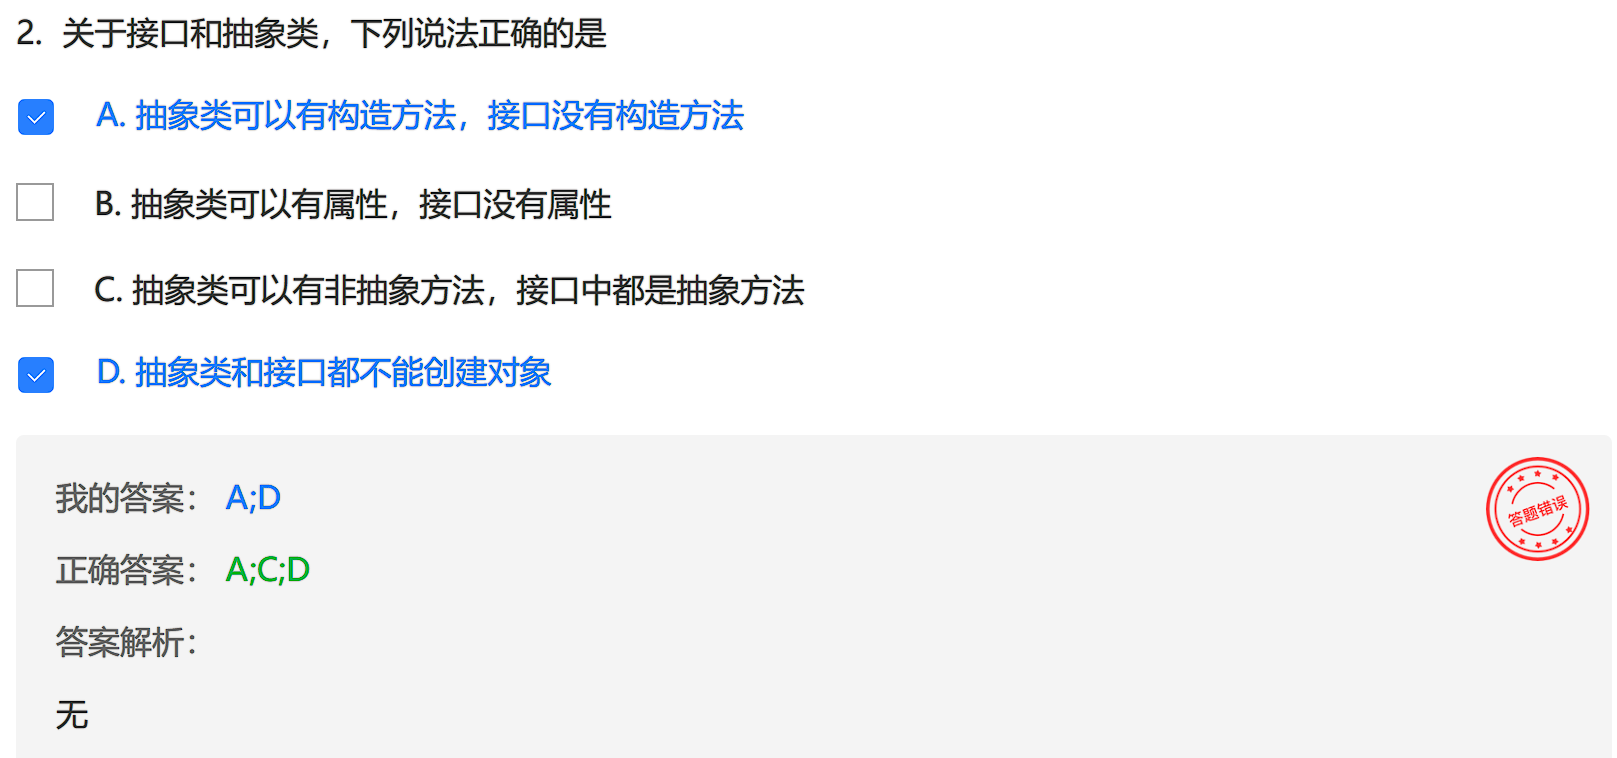 2. 关于接口和抽象类，下列说法正确的是
A. 抽象类可以有构造方法，接口没有构造方法
B. 抽象类可以有属性，接口没有属性
C. 抽象类可以有非抽象方法，接口中都是抽象方法
D. 抽象类和接口都不能创建对象
我的答案： A;D
答题错误
正确答案： A;C;D
答案解析：
无